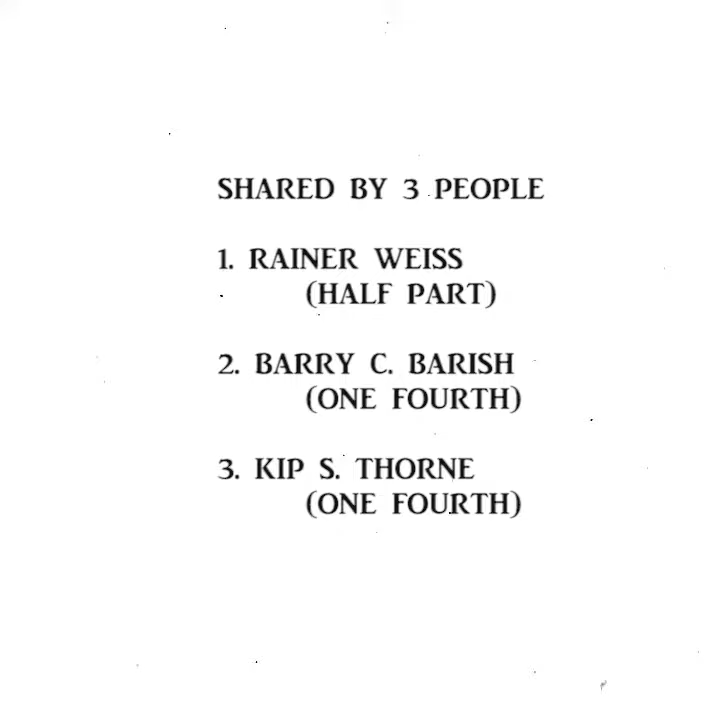 SHARED BY 3 PEOPLE
1. RAINER WEISS
(HALF PART)
2. BARRY C. BARISH
(ONE FOURTH)
3. KIP S. THORNE
(ONE FOURTH)